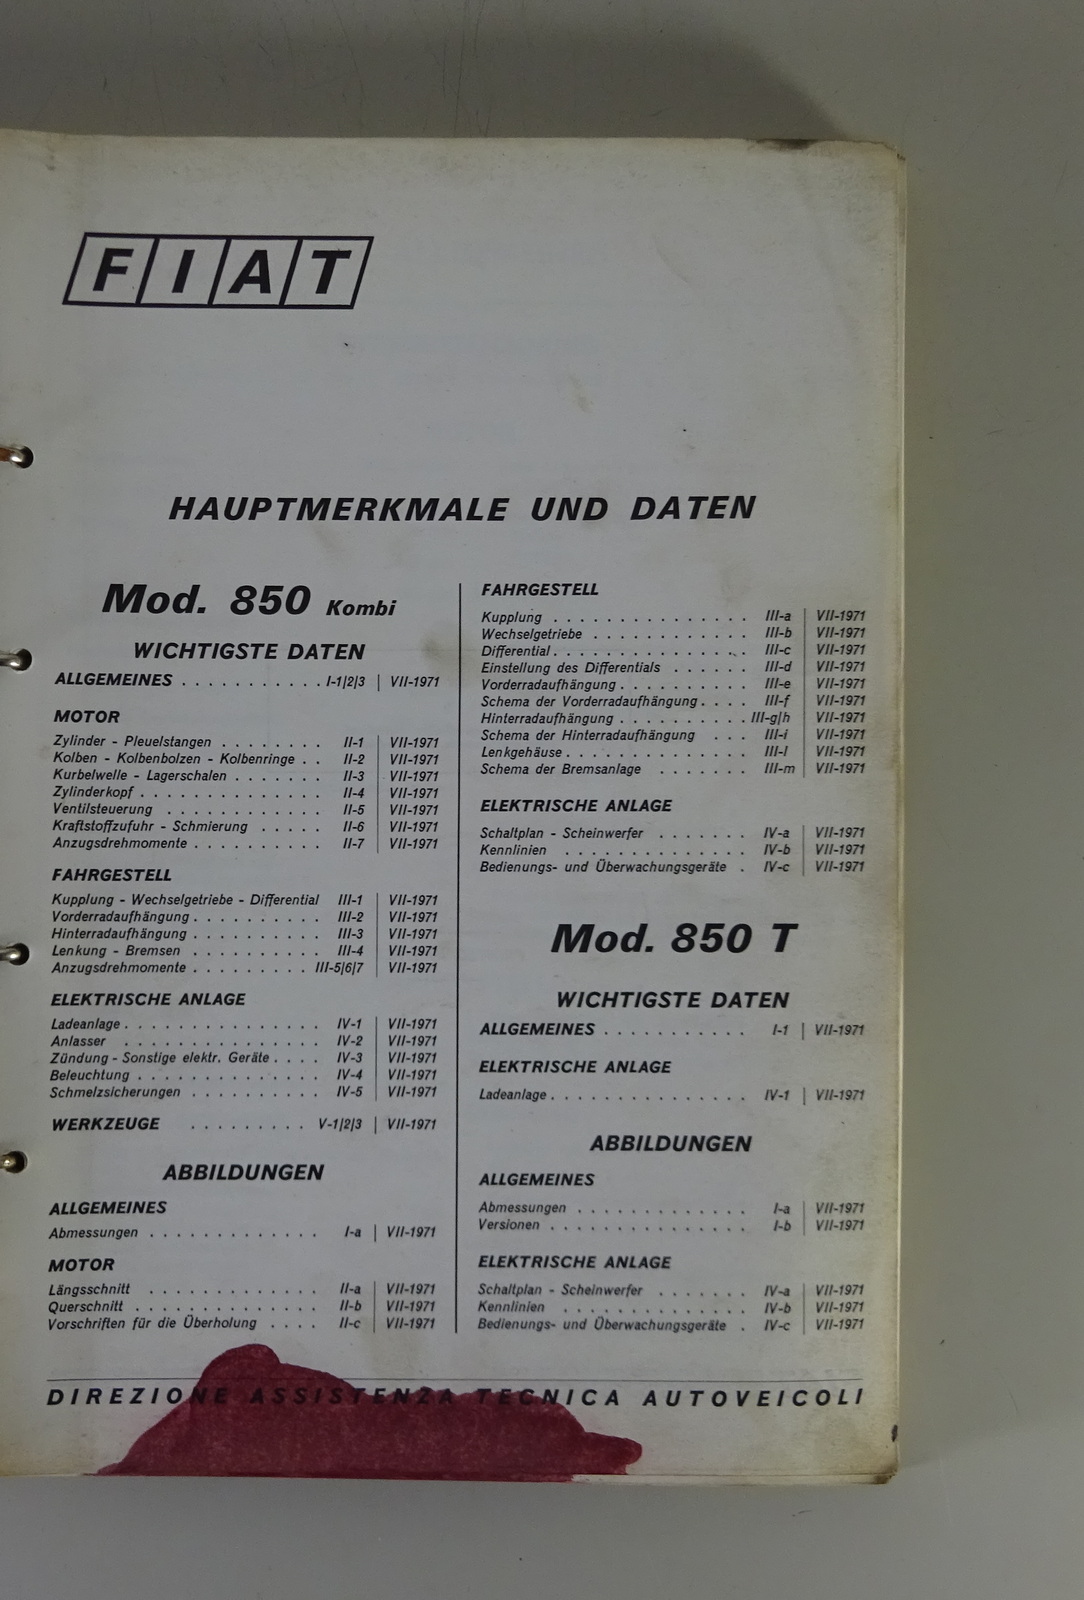 FIAT
HAUPTMERKMALE UND DATEN
Mod. 850 Kombi
WICHTIGSTE DATEN
ALLGEMEINES . . . . . . . . . . . I-1|2|3 | VII-1971
MOTOR
Zylinder - Pleuelstangen . . . . . . . . II-1 | VII-1971
Kolben - Kolbenbolzen - Kolbenringe . . II-2 | VII-1971
Kurbelwelle - Lagerschalen . . . . . . . II-3 | VII-1971
Zylinderkopf . . . . . . . . . . . . . . II-4 | VII-1971
Ventilsteuerung . . . . . . . . . . . . II-5 | VII-1971
Kraftstoffzufuhr - Schmierung . . . . . II-6 | VII-1971
Anzugsdrehmomente . . . . . . . . . . II-7 | VII-1971
FAHRGESTELL
Kupplung - Wechselgetriebe - Differential III-1 | VII-1971
Vorderradaufhängung . . . . . . . . . . III-2 | VII-1971
Hinterradaufhängung . . . . . . . . . . III-3 | VII-1971
Lenkung - Bremsen . . . . . . . . . . . III-4 | VII-1971
Anzugsdrehmomente . . . . . . . . . III-5|6|7 | VII-1971
ELEKTRISCHE ANLAGE
Ladeanlage . . . . . . . . . . . . . . . IV-1 | VII-1971
Anlasser . . . . . . . . . . . . . . . IV-2 | VII-1971
Zündung - Sonstige elektr. Geräte . . . . IV-3 | VII-1971
Beleuchtung . . . . . . . . . . . . . . IV-4 | VII-1971
Schmelzsicherungen . . . . . . . . . . IV-5 | VII-1971
WERKZEUGE . . . . . . . . . V-1|2|3 | VII-1971
ABBILDUNGEN
ALLGEMEINES
Abmessungen . . . . . . . . . . . . . I-a | VII-1971
MOTOR
Längsschnitt . . . . . . . . . . . . . II-a | VII-1971
Querschnitt . . . . . . . . . . . . . . II-b | VII-1971
Vorschriften für die Überholung . . . . II-c | VII-1971
FAHRGESTELL
Kupplung . . . . . . . . . . . . . . . III-a | VII-1971
Wechselgetriebe . . . . . . . . . . . . III-b | VII-1971
Differential . . . . . . . . . . . . . . . III-c | VII-1971
Einstellung des Differentials . . . . . . III-d | VII-1971
Vorderradaufhängung . . . . . . . . . . III-e | VII-1971
Schema der Vorderradaufhängung . . . . III-f | VII-1971
Hinterradaufhängung . . . . . . . . . . III-g|h | VII-1971
Schema der Hinterradaufhängung . . . III-i | VII-1971
Lenkgehäuse . . . . . . . . . . . . . . III-l | VII-1971
Schema der Bremsanlage . . . . . . . III-m | VII-1971
ELEKTRISCHE ANLAGE
Schaltplan - Scheinwerfer . . . . . . . IV-a | VII-1971
Kennlinien . . . . . . . . . . . . . . IV-b | VII-1971
Bedienungs- und Überwachungsgeräte . IV-c | VII-1971
Mod. 850 T
WICHTIGSTE DATEN
ALLGEMEINES . . . . . . . . . . . I-1 | VII-1971
ELEKTRISCHE ANLAGE
Ladeanlage . . . . . . . . . . . . . . . IV-1 | VII-1971
ABBILDUNGEN
ALLGEMEINES
Abmessungen . . . . . . . . . . . . . I-a | VII-1971
Versionen . . . . . . . . . . . . . . . I-b | VII-1971
ELEKTRISCHE ANLAGE
Schaltplan - Scheinwerfer . . . . . . . IV-a | VII-1971
Kennlinien . . . . . . . . . . . . . . IV-b | VII-1971
Bedienungs- und Überwachungsgeräte . IV-c | VII-1971
DIREZIONE ASSISTENZA TECNICA AUTOVEICOLI